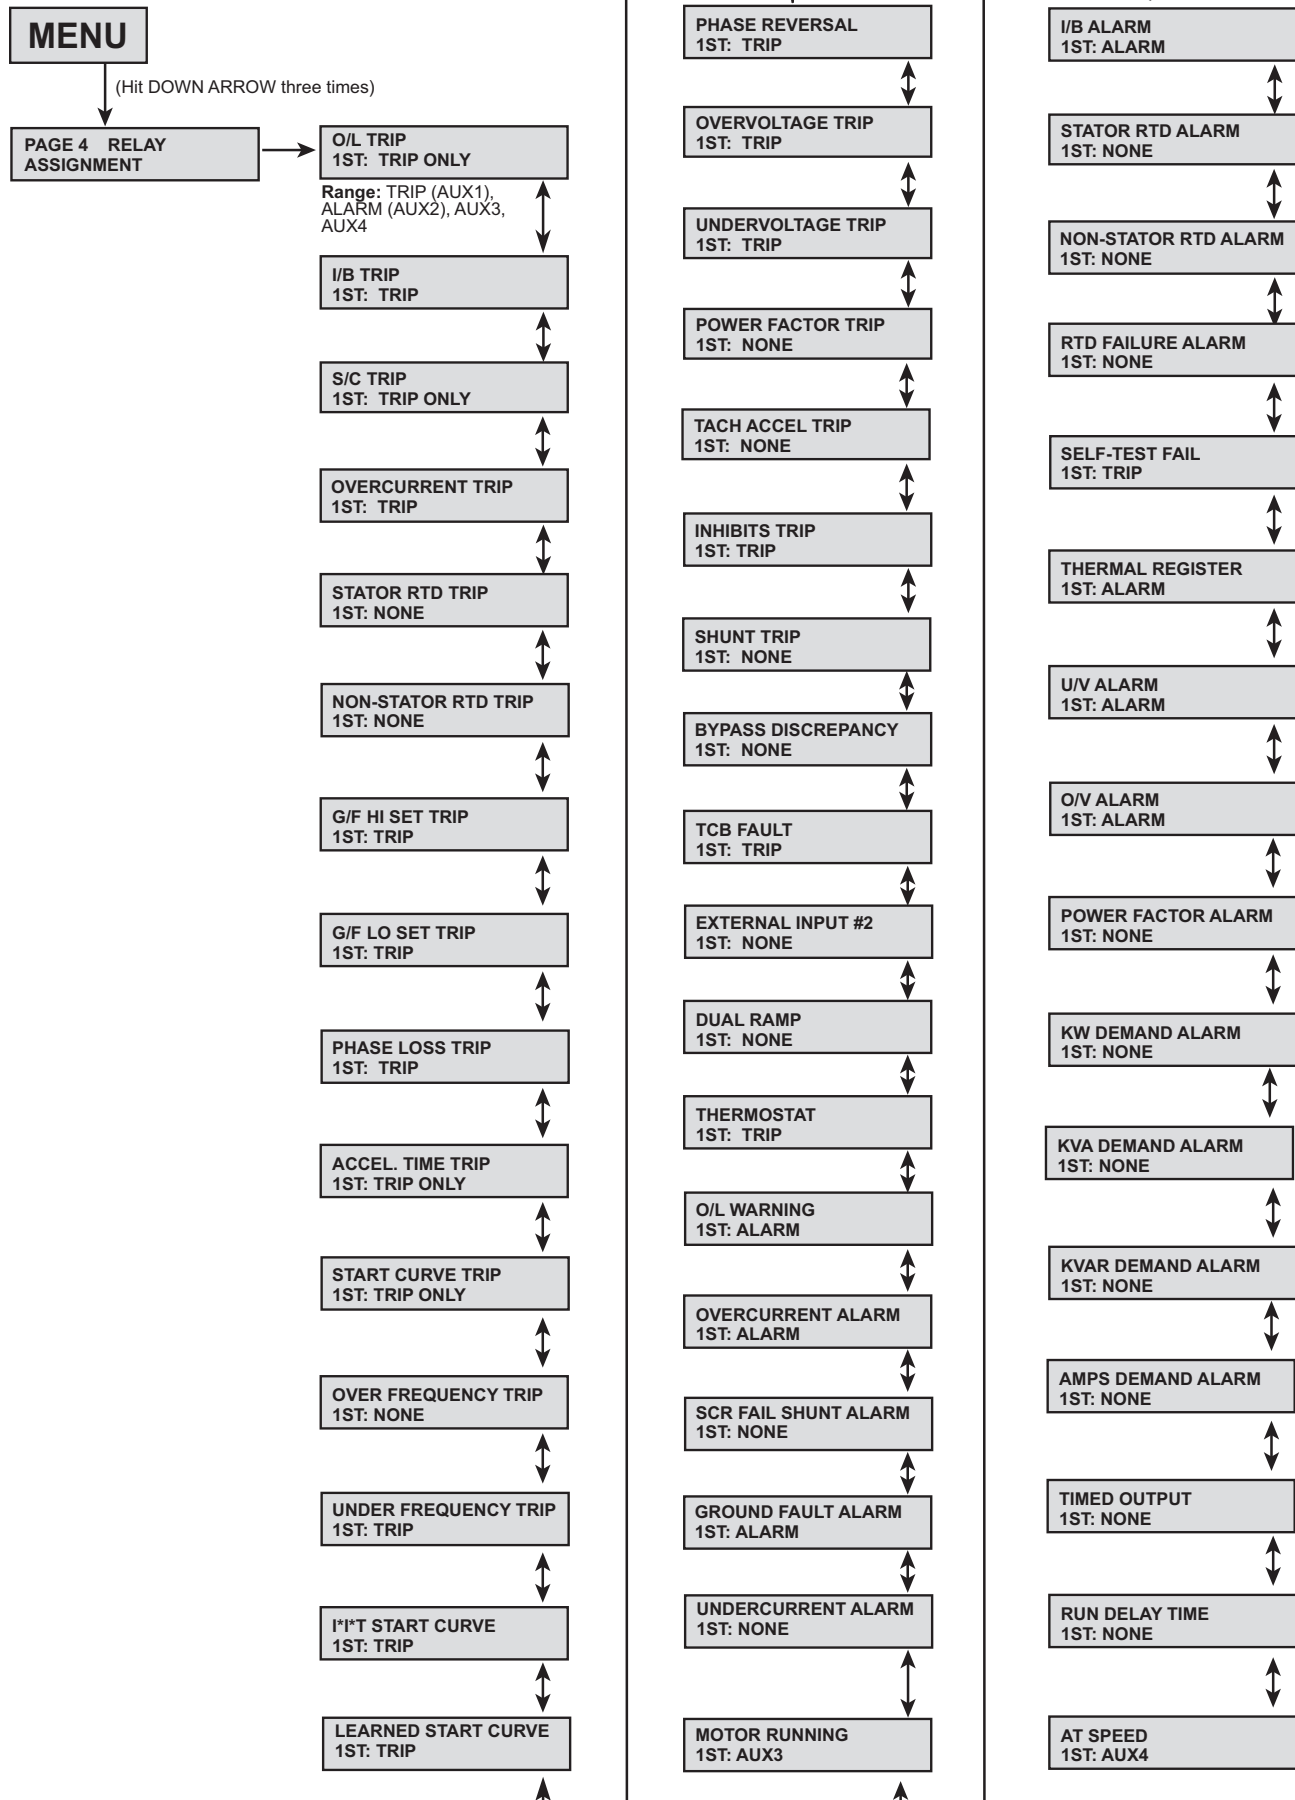 MENU
(Hit DOWN ARROW three times)
PAGE 4 RELAY
ASSIGNMENT
O/L TRIP
1ST: TRIP ONLY
Range: TRIP (AUX1),
ALARM (AUX2), AUX3,
AUX4
I/B TRIP
1ST: TRIP
S/C TRIP
1ST: TRIP ONLY
OVERCURRENT TRIP
1ST: TRIP
STATOR RTD TRIP
1ST: NONE
NON-STATOR RTD TRIP
1ST: NONE
G/F HI SET TRIP
1ST: TRIP
G/F LO SET TRIP
1ST: TRIP
PHASE LOSS TRIP
1ST: TRIP
ACCEL. TIME TRIP
1ST: TRIP ONLY
START CURVE TRIP
1ST: TRIP ONLY
OVER FREQUENCY TRIP
1ST: NONE
UNDER FREQUENCY TRIP
1ST: TRIP
I*I*T START CURVE
1ST: TRIP
LEARNED START CURVE
1ST: TRIP
PHASE REVERSAL
1ST: TRIP
OVERVOLTAGE TRIP
1ST: TRIP
UNDERVOLTAGE TRIP
1ST: TRIP
POWER FACTOR TRIP
1ST: NONE
TACH ACCEL TRIP
1ST: NONE
INHIBITS TRIP
1ST: TRIP
SHUNT TRIP
1ST: NONE
BYPASS DISCREPANCY
1ST: NONE
TCB FAULT
1ST: TRIP
EXTERNAL INPUT #2
1ST: NONE
DUAL RAMP
1ST: NONE
THERMOSTAT
1ST: TRIP
O/L WARNING
1ST: ALARM
OVERCURRENT ALARM
1ST: ALARM
SCR FAIL SHUNT ALARM
1ST: NONE
GROUND FAULT ALARM
1ST: ALARM
UNDERCURRENT ALARM
1ST: NONE
MOTOR RUNNING
1ST: AUX3
I/B ALARM
1ST: ALARM
STATOR RTD ALARM
1ST: NONE
NON-STATOR RTD ALARM
1ST: NONE
RTD FAILURE ALARM
1ST: NONE
SELF-TEST FAIL
1ST: TRIP
THERMAL REGISTER
1ST: ALARM
U/V ALARM
1ST: ALARM
O/V ALARM
1ST: ALARM
POWER FACTOR ALARM
1ST: NONE
KW DEMAND ALARM
1ST: NONE
KVA DEMAND ALARM
1ST: NONE
KVAR DEMAND ALARM
1ST: NONE
AMPS DEMAND ALARM
1ST: NONE
TIMED OUTPUT
1ST: NONE
RUN DELAY TIME
1ST: NONE
AT SPEED
1ST: AUX4